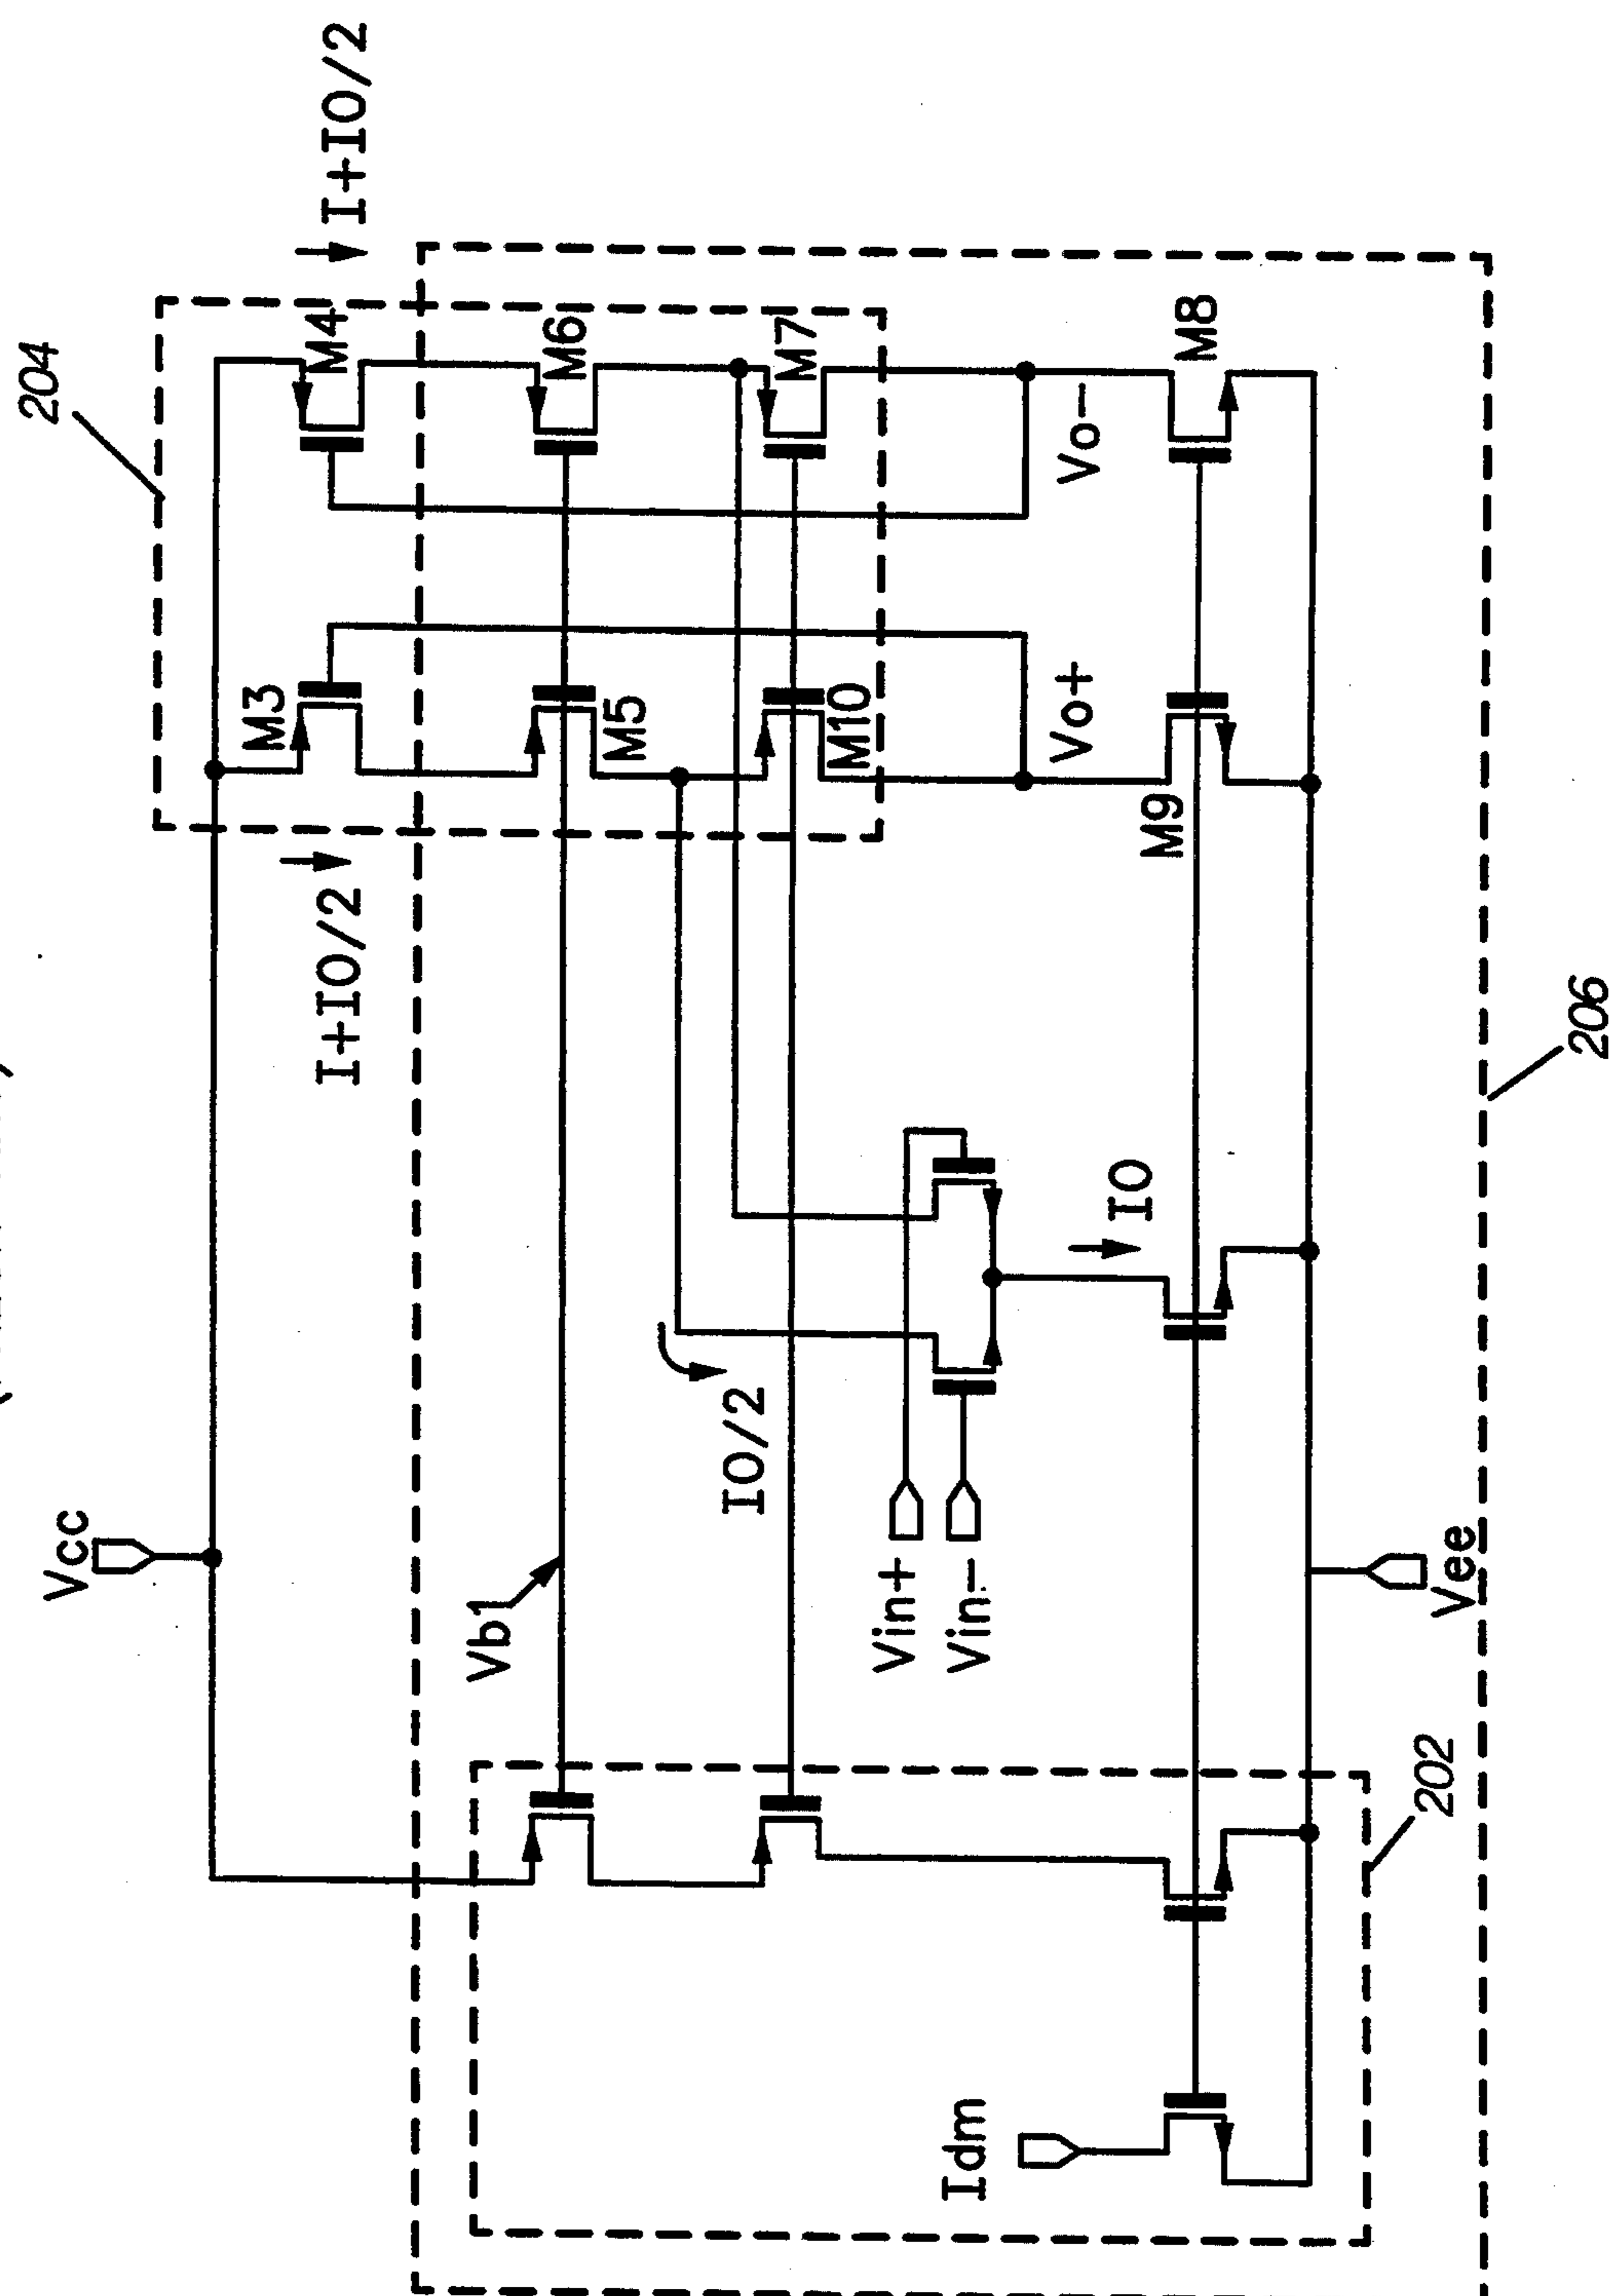 204
I+IO/2
Vcc
M3
M4
I+IO/2
Vb1
M5
M6
IO/2
M10
M7
Vin+
Vin-
Vo+
Vo-
Idm
IO
M9
M8
202
Vee
206